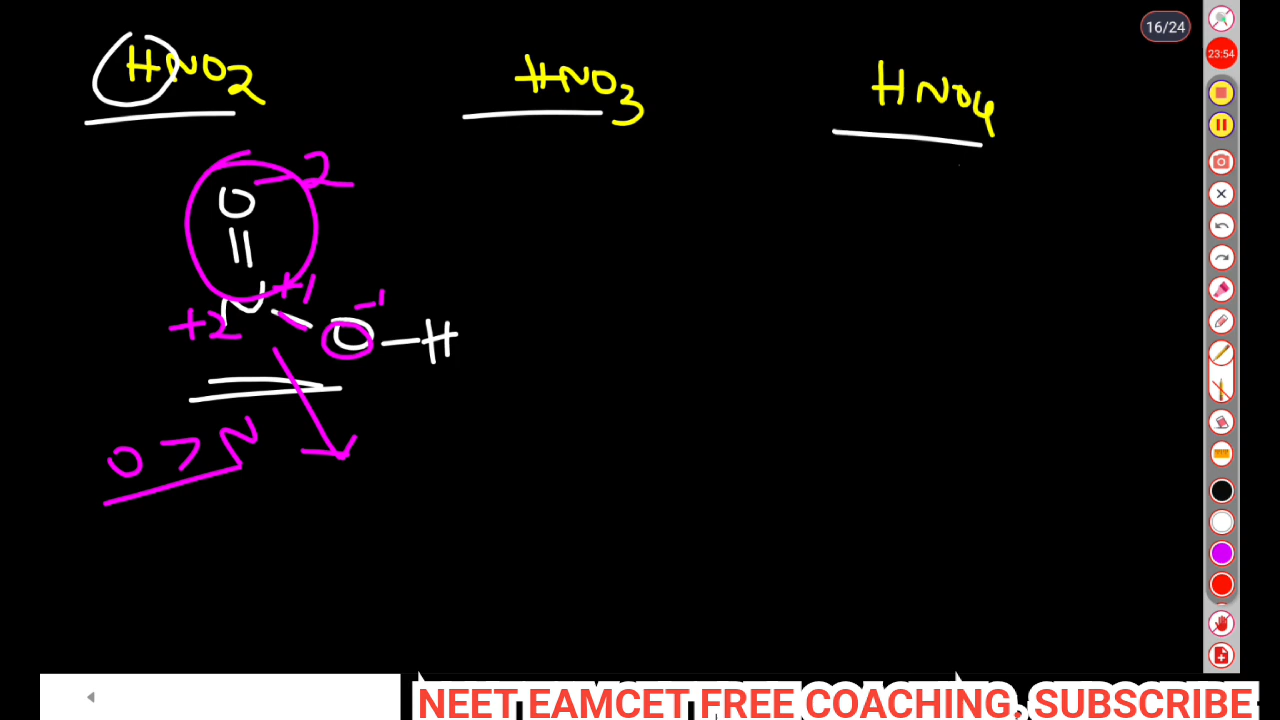 HNO2 HNO3 HNO4
16/24
23:54
O -2
N +1 -1
+2 O-H
O > N
NEET EAMCET FREE COACHING, SUBSCRIBE